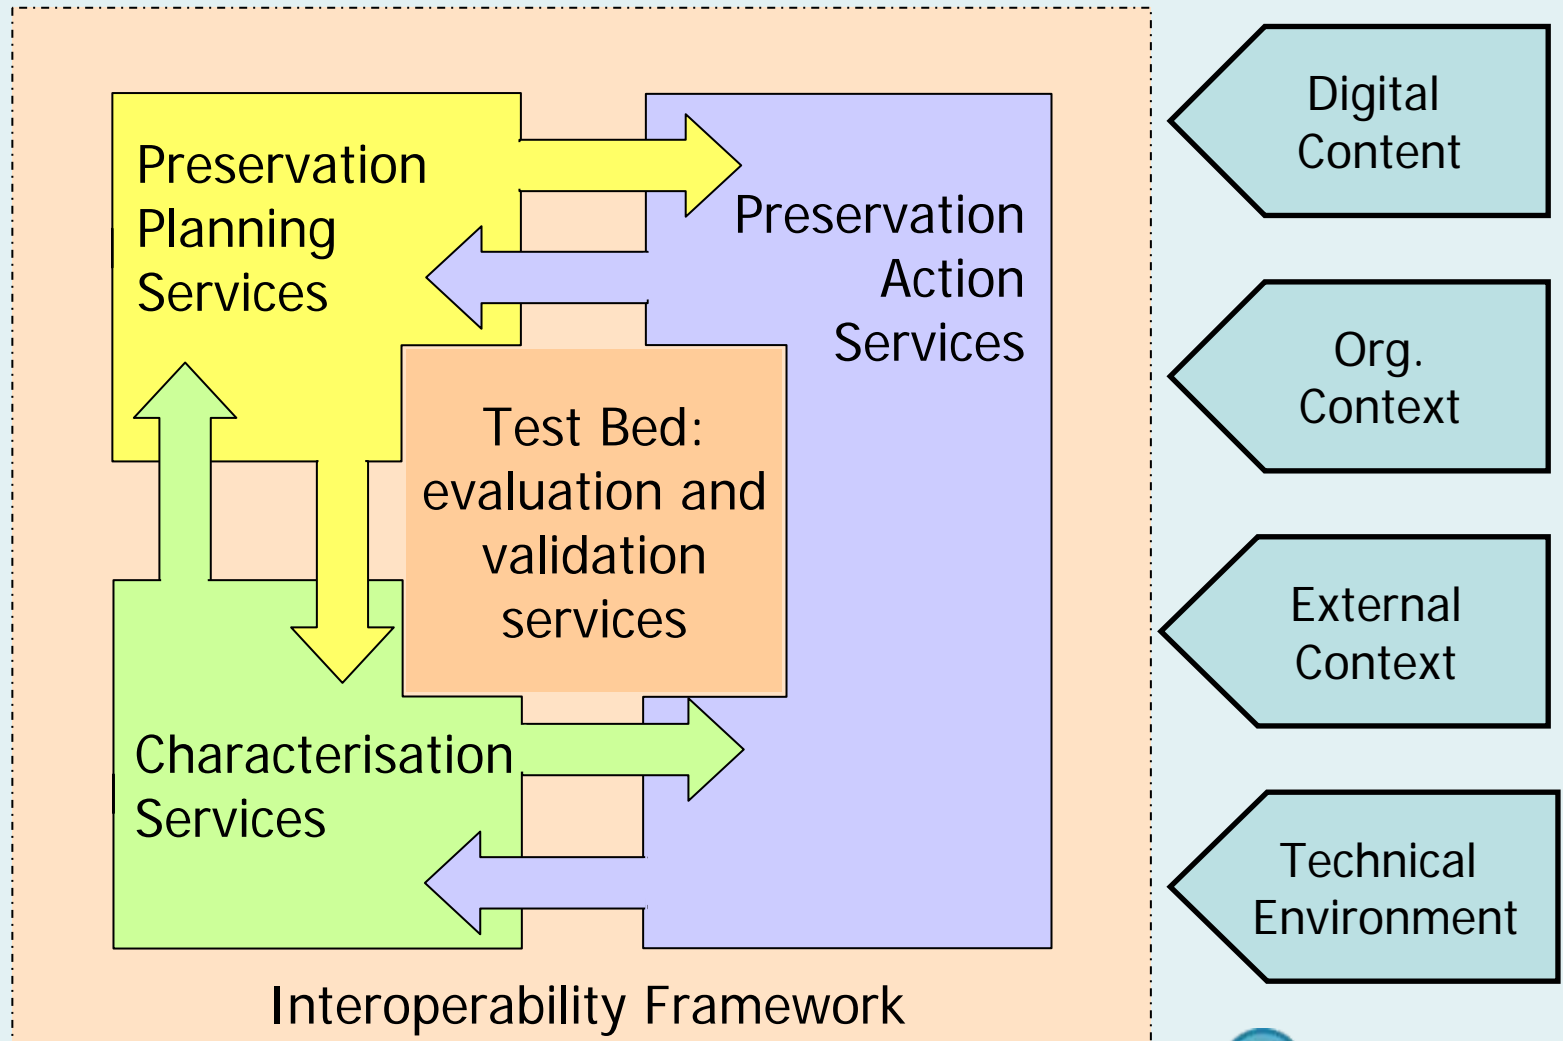 Preservation
Planning
Services
Preservation
Action
Services
Test Bed:
evaluation and
validation
services
Characterisation
Services
Interoperability Framework
Digital
Content
Org.
Context
External
Context
Technical
Environment